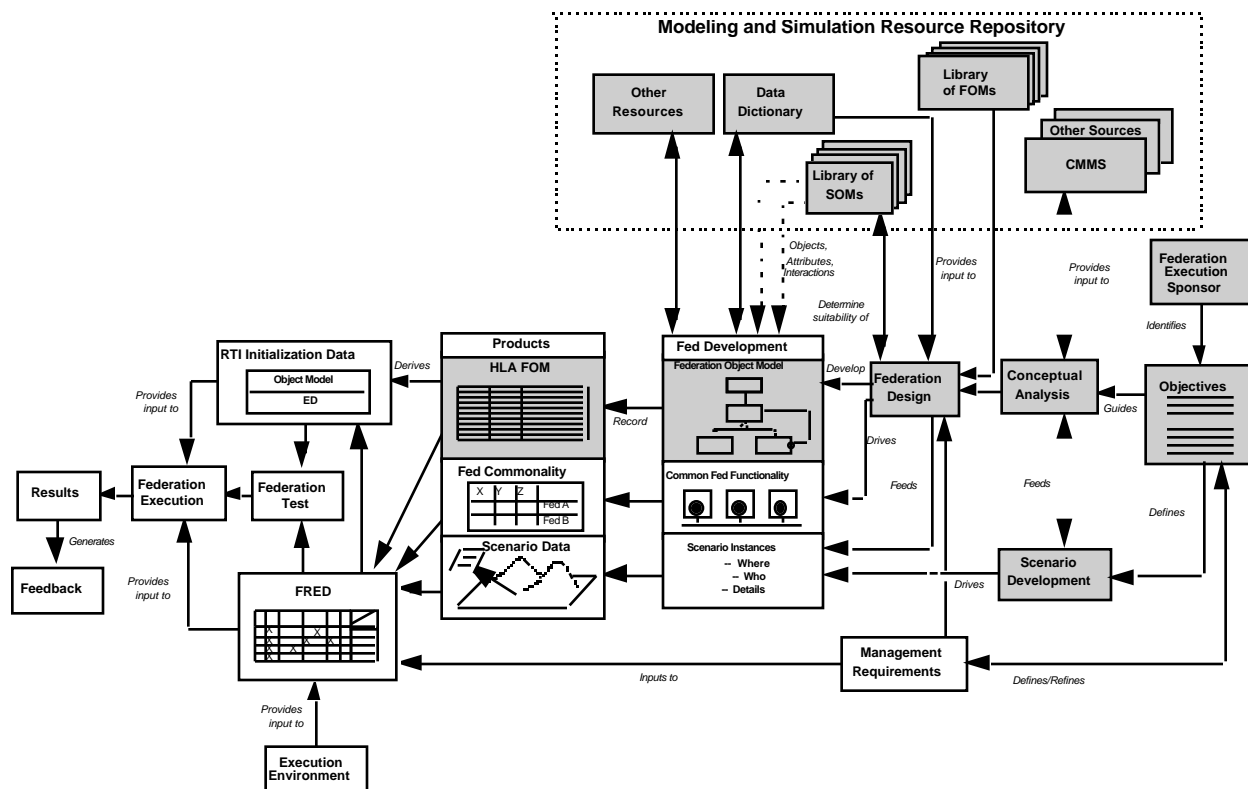 Modeling and Simulation Resource Repository
Other
Resources
Data
Dictionary
Library
of FOMs
Other Sources
CMMS
Library of
SOMs
Objects,
Attributes,
Interactions
Provides
input to
Provides
input to
Federation
Execution
Sponsor
Determine
suitability of
Identifies
Products
Fed Development
RTI Initialization Data
Derives
HLA FOM
Federation Object Model
Develop
Federation
Design
Conceptual
Analysis
Objectives
Object Model
ED
Provides
input to
Record
Guides
Drives
Results
Federation
Execution
Federation
Test
Fed Commonality
X Y Z
Fed A
Fed B
Common Fed Functionality
Feeds
Feeds
Defines
Generates
Scenario Data
Scenario Instances
-- Where
-- Who
-- Details
Drives
Scenario
Development
Feedback
Provides
input to
FRED
X
X
X
X
X
X
X
X
Management
Requirements
Inputs to
Defines/Refines
Provides
input to
Execution
Environment